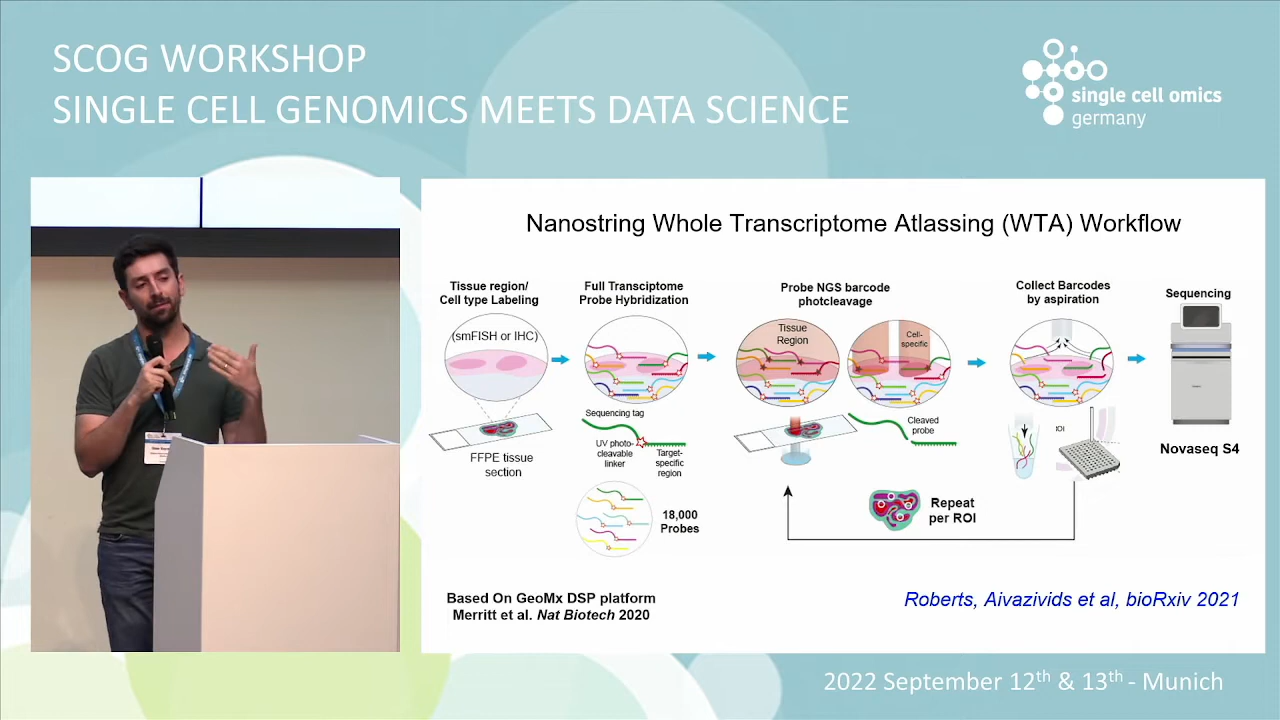 SCOG WORKSHOP
SINGLE CELL GENOMICS MEETS DATA SCIENCE
single cell omics
germany
Nanostring Whole Transcriptome Atlassing (WTA) Workflow
Tissue region/
Cell type Labeling
(smFISH or IHC)
FFPE tissue
section
Full Transciptome
Probe Hybridization
Sequencing tag
UV photo-
cleavable
linker
Target-
specific
region
18,000
Probes
Probe NGS barcode
photcleavage
Tissue
Region
Cell-
specific
Cleaved
probe
Repeat
per ROI
Collect Barcodes
by aspiration
IOI
Sequencing
Novaseq S4
Based On GeoMx DSP platform
Merritt et al. Nat Biotech 2020
Roberts, Aivazivids et al, bioRxiv 2021
2022 September 12th & 13th - Munich